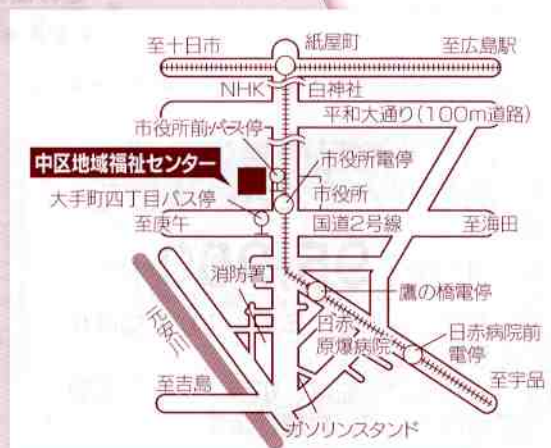 至十日市
紙屋町
至広島駅
NHK
白神社
平和大通り(100m道路)
市役所前バス停
中区地域福祉センター
市役所電停
大手町四丁目バス停
市役所
至庚午
国道2号線
至海田
消防署
鷹の橋電停
元安川
日赤
原爆病院
日赤病院前
電停
至吉島
至宇品
ガソリンスタンド